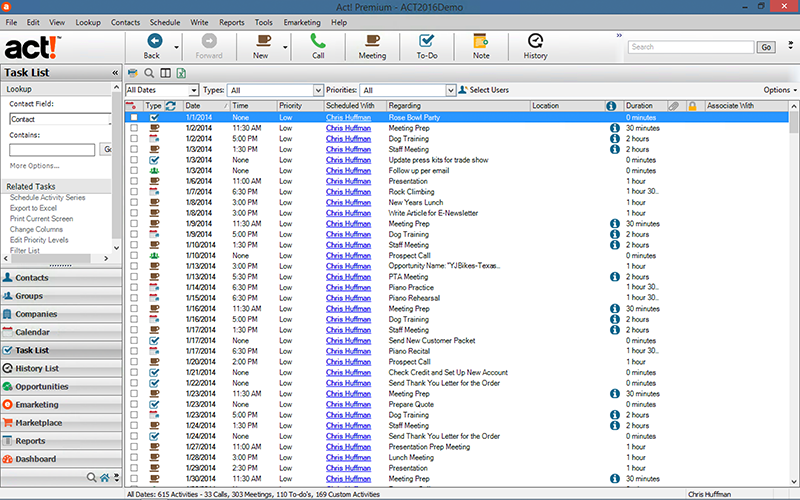 Act! Premium – ACT2016Demo
File Edit View Lookup Contacts Schedule Write Reports Tools Emarketing Help
act!
Back Forward New Call Meeting To-Do Note History Search Go
Task List «
Lookup
Contact Field:
Contact
Contains:
Go
More Options...
Related Tasks
Schedule Activity Series
Export to Excel
Print Current Screen
Change Columns
Edit Priority Levels
Filter List
Contacts
Groups
Companies
Calendar
Task List
History List
Opportunities
Emarketing
Marketplace
Reports
Dashboard
All Dates Types: All Priorities: All Select Users Options
Type Date Time Priority Scheduled With Regarding Location Duration Associate With
1/1/2014 None Low Chris Huffman Rose Bowl Party 0 minutes
1/2/2014 11:30 AM Low Chris Huffman Meeting Prep 30 minutes
1/2/2014 5:00 PM Low Chris Huffman Dog Training 2 hours
1/3/2014 1:30 PM Low Chris Huffman Staff Meeting 2 hours
1/3/2014 None Low Chris Huffman Update press kits for trade show 0 minutes
1/3/2014 None Low Chris Huffman Follow up per email 0 minutes
1/6/2014 11:00 AM Low Chris Huffman Presentation 1 hour
1/7/2014 6:30 PM Low Chris Huffman Rock Climbing 1 hour 30...
1/8/2014 3:00 PM Low Chris Huffman New Years Lunch 1 hour
1/8/2014 3:00 PM Low Chris Huffman Write Article for E-Newsletter 1 hour
1/9/2014 11:30 AM Low Chris Huffman Meeting Prep 30 minutes
1/9/2014 5:00 PM Low Chris Huffman Dog Training 2 hours
1/10/2014 1:30 PM Low Chris Huffman Staff Meeting 2 hours
1/10/2014 None Low Chris Huffman Prospect Call 0 minutes
1/13/2014 3:00 PM Low Chris Huffman Opportunity Name: "YJBikes-Texas... 1 hour
1/13/2014 5:30 PM Low Chris Huffman PTA Meeting 2 hours
1/14/2014 6:30 PM Low Chris Huffman Piano Practice 1 hour 30...
1/15/2014 6:30 PM Low Chris Huffman Piano Rehearsal 1 hour 30...
1/16/2014 11:30 AM Low Chris Huffman Meeting Prep 30 minutes
1/16/2014 5:00 PM Low Chris Huffman Dog Training 2 hours
1/17/2014 1:30 PM Low Chris Huffman Staff Meeting 2 hours
1/17/2014 None Low Chris Huffman Send New Customer Packet 0 minutes
1/17/2014 6:30 PM Low Chris Huffman Piano Recital 1 hour 30...
1/20/2014 2:00 PM Low Chris Huffman Prospect Call 1 hour
1/21/2014 None Low Chris Huffman Check Credit and Set Up New Account 0 minutes
1/22/2014 None Low Chris Huffman Send Thank You Letter for the Order 0 minutes
1/23/2014 11:30 AM Low Chris Huffman Meeting Prep 30 minutes
1/23/2014 None Low Chris Huffman Prepare Quote 0 minutes
1/23/2014 5:00 PM Low Chris Huffman Dog Training 2 hours
1/24/2014 1:30 PM Low Chris Huffman Staff Meeting 2 hours
1/24/2014 None Low Chris Huffman Send Thank You Letter for the Order 0 minutes
1/27/2014 11:00 AM Low Chris Huffman Presentation Prep Meeting 1 hour
1/28/2014 3:00 PM Low Chris Huffman Lunch Meeting 1 hour
1/29/2014 2:30 PM Low Chris Huffman Presentation 1 hour
1/30/2014 11:30 AM Low Chris Huffman Meeting Prep 30 minutes
All Dates: 615 Activities - 33 Calls, 303 Meetings, 110 To-do's, 169 Custom Activities Chris Huffman